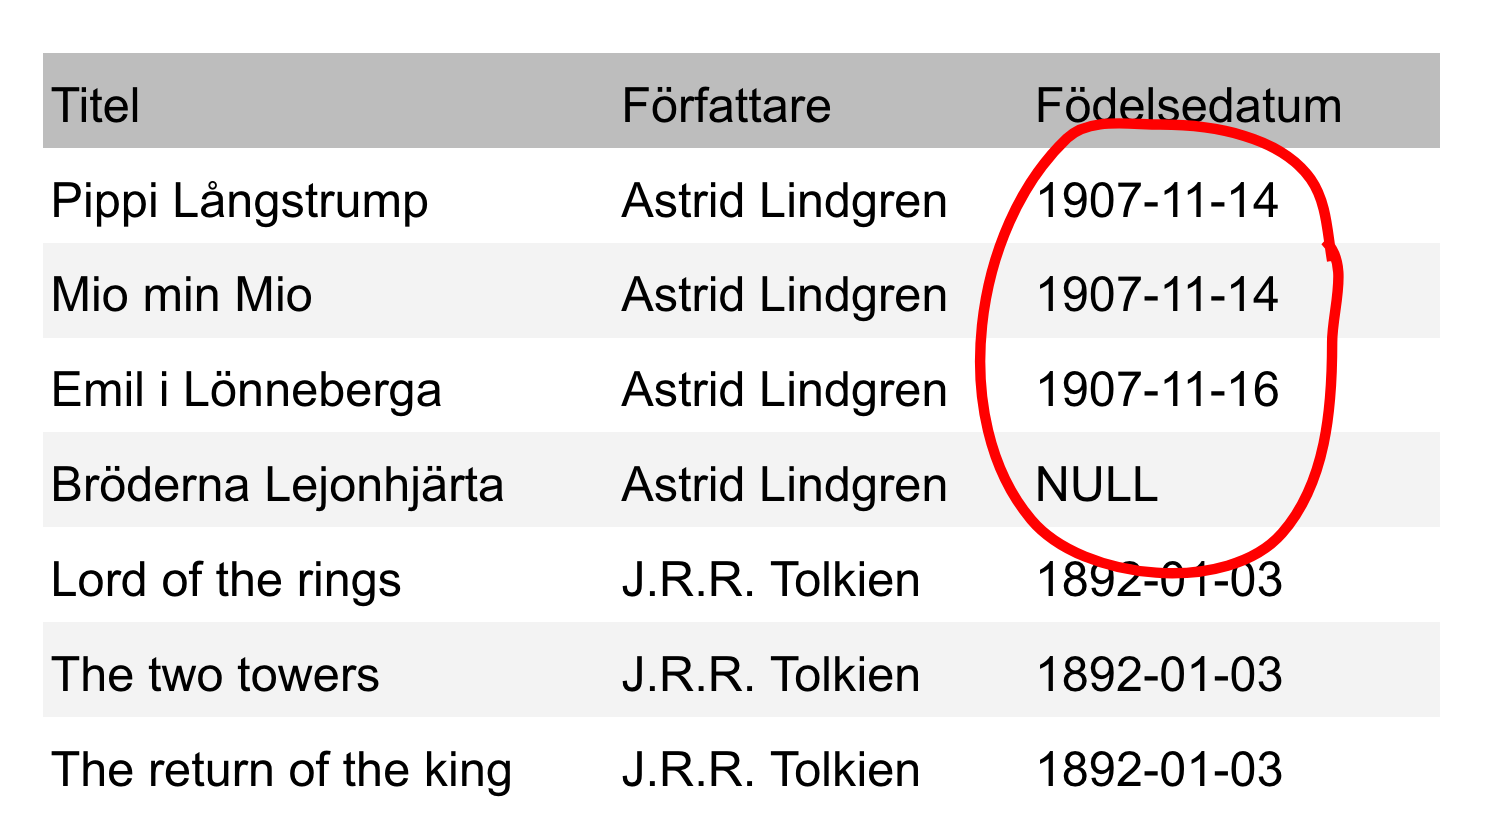 Titel Författare Födelsedatum
Pippi Långstrump Astrid Lindgren 1907-11-14
Mio min Mio Astrid Lindgren 1907-11-14
Emil i Lönneberga Astrid Lindgren 1907-11-16
Bröderna Lejonhjärta Astrid Lindgren NULL
Lord of the rings J.R.R. Tolkien 1892-01-03
The two towers J.R.R. Tolkien 1892-01-03
The return of the king J.R.R. Tolkien 1892-01-03